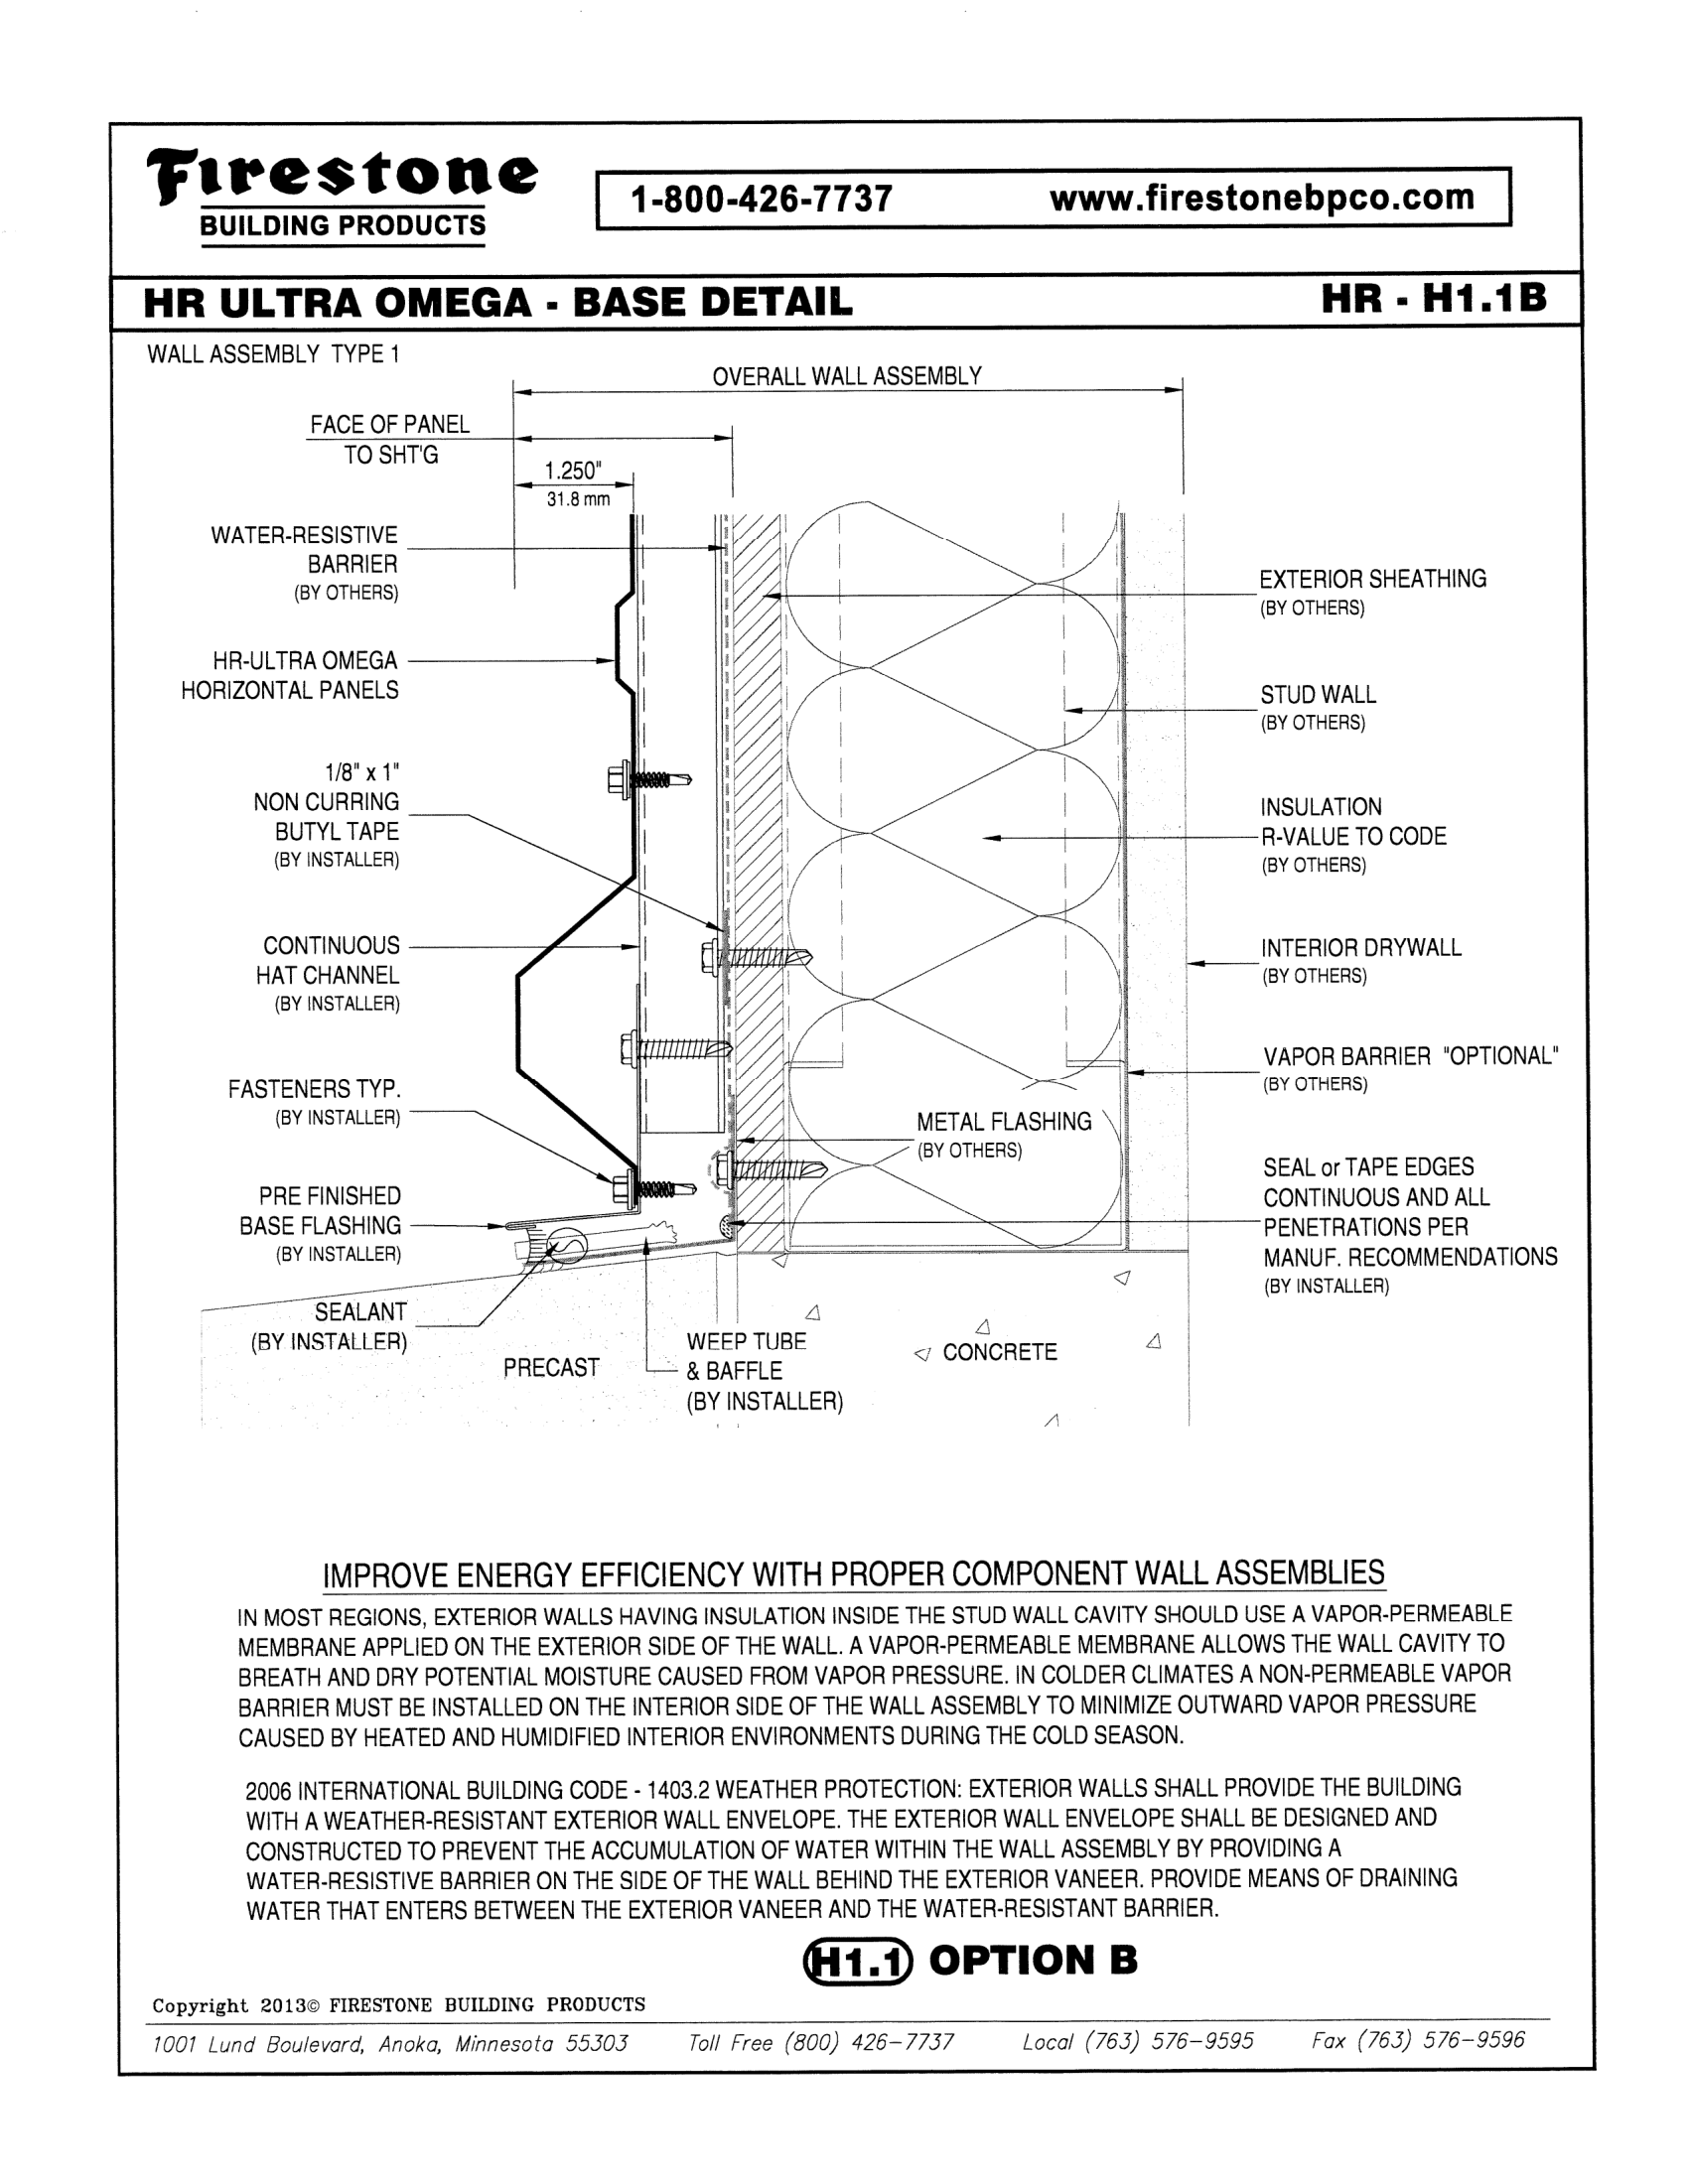 Firestone
BUILDING PRODUCTS
1-800-426-7737 www.firestonebpco.com
HR ULTRA OMEGA - BASE DETAIL HR - H1.1B
WALL ASSEMBLY TYPE 1
OVERALL WALL ASSEMBLY
FACE OF PANEL
TO SHT'G
1.250"
31.8 mm
WATER-RESISTIVE
BARRIER
(BY OTHERS)
HR-ULTRA OMEGA
HORIZONTAL PANELS
1/8" x 1"
NON CURRING
BUTYL TAPE
(BY INSTALLER)
CONTINUOUS
HAT CHANNEL
(BY INSTALLER)
FASTENERS TYP.
(BY INSTALLER)
PRE FINISHED
BASE FLASHING
(BY INSTALLER)
SEALANT
(BY INSTALLER)
PRECAST
WEEP TUBE
& BAFFLE
(BY INSTALLER)
CONCRETE
METAL FLASHING
(BY OTHERS)
EXTERIOR SHEATHING
(BY OTHERS)
STUD WALL
(BY OTHERS)
INSULATION
R-VALUE TO CODE
(BY OTHERS)
INTERIOR DRYWALL
(BY OTHERS)
VAPOR BARRIER "OPTIONAL"
(BY OTHERS)
SEAL or TAPE EDGES
CONTINUOUS AND ALL
PENETRATIONS PER
MANUF. RECOMMENDATIONS
(BY INSTALLER)
IMPROVE ENERGY EFFICIENCY WITH PROPER COMPONENT WALL ASSEMBLIES
IN MOST REGIONS, EXTERIOR WALLS HAVING INSULATION INSIDE THE STUD WALL CAVITY SHOULD USE A VAPOR-PERMEABLE
MEMBRANE APPLIED ON THE EXTERIOR SIDE OF THE WALL. A VAPOR-PERMEABLE MEMBRANE ALLOWS THE WALL CAVITY TO
BREATH AND DRY POTENTIAL MOISTURE CAUSED FROM VAPOR PRESSURE. IN COLDER CLIMATES A NON-PERMEABLE VAPOR
BARRIER MUST BE INSTALLED ON THE INTERIOR SIDE OF THE WALL ASSEMBLY TO MINIMIZE OUTWARD VAPOR PRESSURE
CAUSED BY HEATED AND HUMIDIFIED INTERIOR ENVIRONMENTS DURING THE COLD SEASON.
2006 INTERNATIONAL BUILDING CODE - 1403.2 WEATHER PROTECTION: EXTERIOR WALLS SHALL PROVIDE THE BUILDING
WITH A WEATHER-RESISTANT EXTERIOR WALL ENVELOPE. THE EXTERIOR WALL ENVELOPE SHALL BE DESIGNED AND
CONSTRUCTED TO PREVENT THE ACCUMULATION OF WATER WITHIN THE WALL ASSEMBLY BY PROVIDING A
WATER-RESISTIVE BARRIER ON THE SIDE OF THE WALL BEHIND THE EXTERIOR VANEER. PROVIDE MEANS OF DRAINING
WATER THAT ENTERS BETWEEN THE EXTERIOR VANEER AND THE WATER-RESISTANT BARRIER.
H1.1 OPTION B
Copyright 2013© FIRESTONE BUILDING PRODUCTS
1001 Lund Boulevard, Anoka, Minnesota 55303 Toll Free (800) 426-7737 Local (763) 576-9595 Fax (763) 576-9596